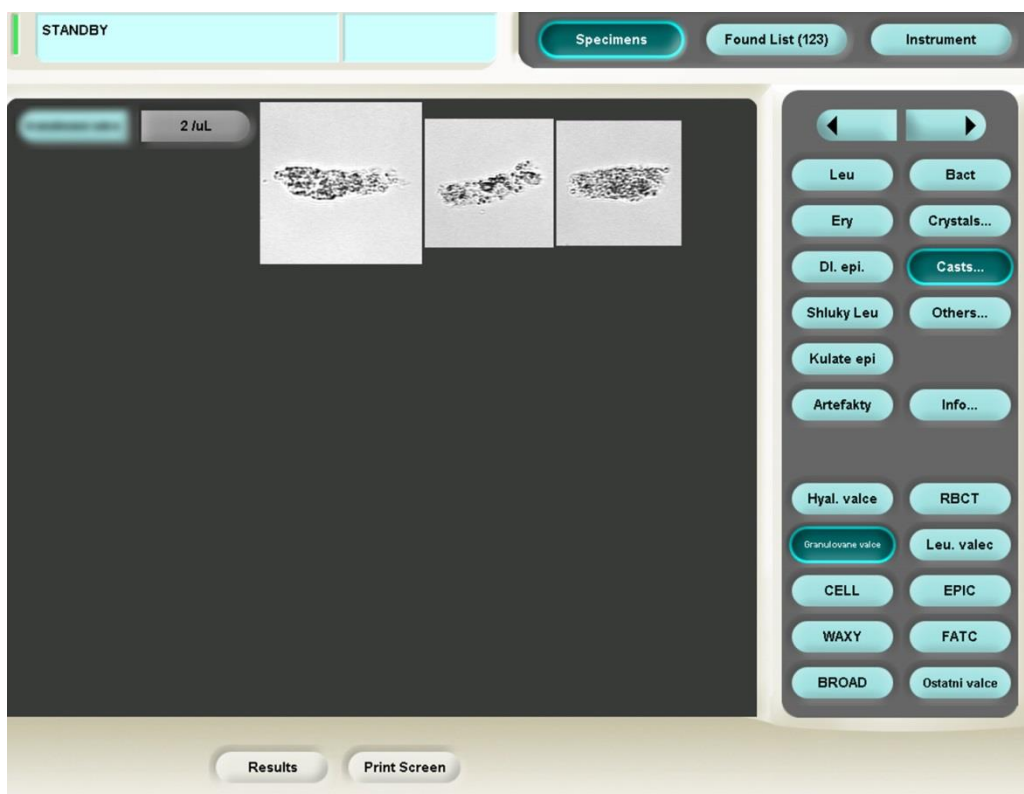 STANDBY
Specimens
Found List (123)
Instrument
2 /uL
Leu
Bact
Ery
Crystals...
Dl. epi.
Casts...
Shluky Leu
Others...
Kulate epi
Artefakty
Info...
Hyal. valce
RBCT
Granulovane valce
Leu. valec
CELL
EPIC
WAXY
FATC
BROAD
Ostatni valce
Results
Print Screen